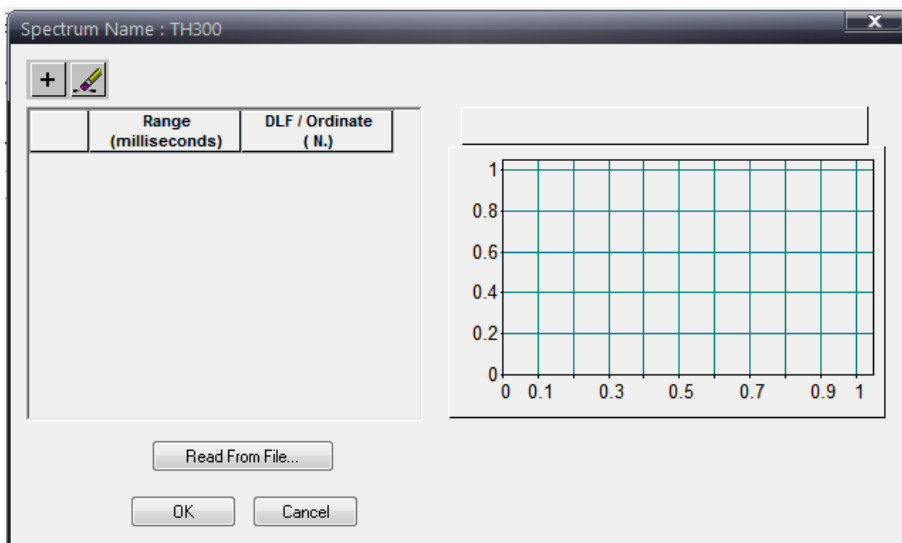 Spectrum Name : TH300
x
+
Range DLF / Ordinate
(milliseconds) ( N.)
1
0.8
0.6
0.4
0.2
0
0 0.1 0.3 0.5 0.7 0.9 1
Read From File...
OK Cancel